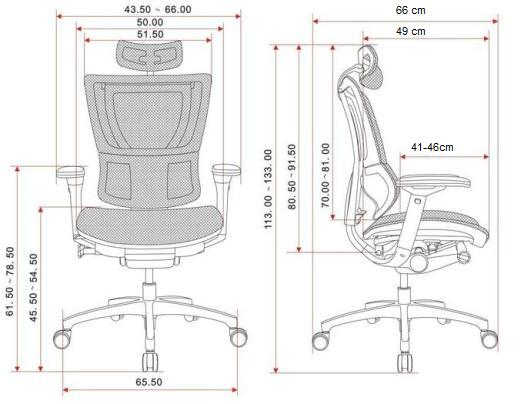 43.50 ~ 66.00
50.00
51.50
61.50 ~ 78.50
45.50 ~ 54.50
65.50
66 cm
49 cm
41-46cm
113.00 ~ 133.00
80.50 ~ 91.50
70.00 ~ 81.00